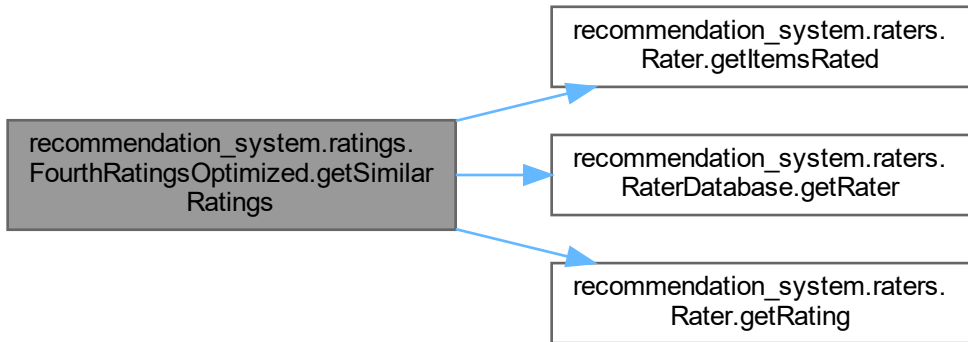 recommendation_system.raters.
Rater.getItemsRated
recommendation_system.ratings.
FourthRatingsOptimized.getSimilar
Ratings
recommendation_system.raters.
RaterDatabase.getRater
recommendation_system.raters.
Rater.getRating